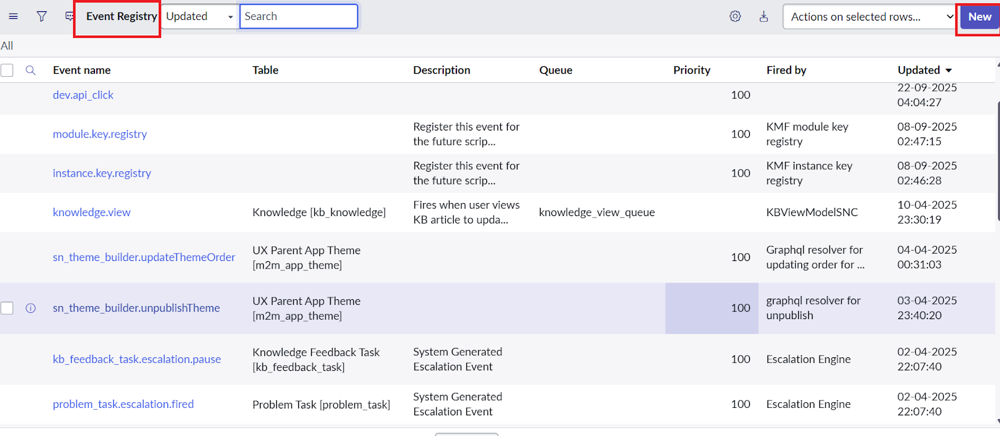 Event Registry Updated Search Actions on selected rows... New
All
Event name Table Description Queue Priority Fired by Updated
dev.api_click 100 22-09-2025
04:04:27
module.key.registry Register this event for
the future scrip... 100 KMF module key
registry 08-09-2025
02:47:15
instance.key.registry Register this event for
the future scrip... 100 KMF instance key
registry 08-09-2025
02:46:28
knowledge.view Knowledge [kb_knowledge] Fires when user views
KB article to upda... knowledge_view_queue KBViewModelSNC 10-04-2025
23:30:19
sn_theme_builder.updateThemeOrder UX Parent App Theme
[m2m_app_theme] 100 Graphql resolver for
updating order for ... 04-04-2025
00:31:03
sn_theme_builder.unpublishTheme UX Parent App Theme
[m2m_app_theme] 100 graphql resolver for
unpublish 03-04-2025
23:40:20
kb_feedback_task.escalation.pause Knowledge Feedback Task
[kb_feedback_task] System Generated
Escalation Event 100 Escalation Engine 02-04-2025
22:07:40
problem_task.escalation.fired Problem Task [problem_task] System Generated
Escalation Event 100 Escalation Engine 02-04-2025
22:07:40